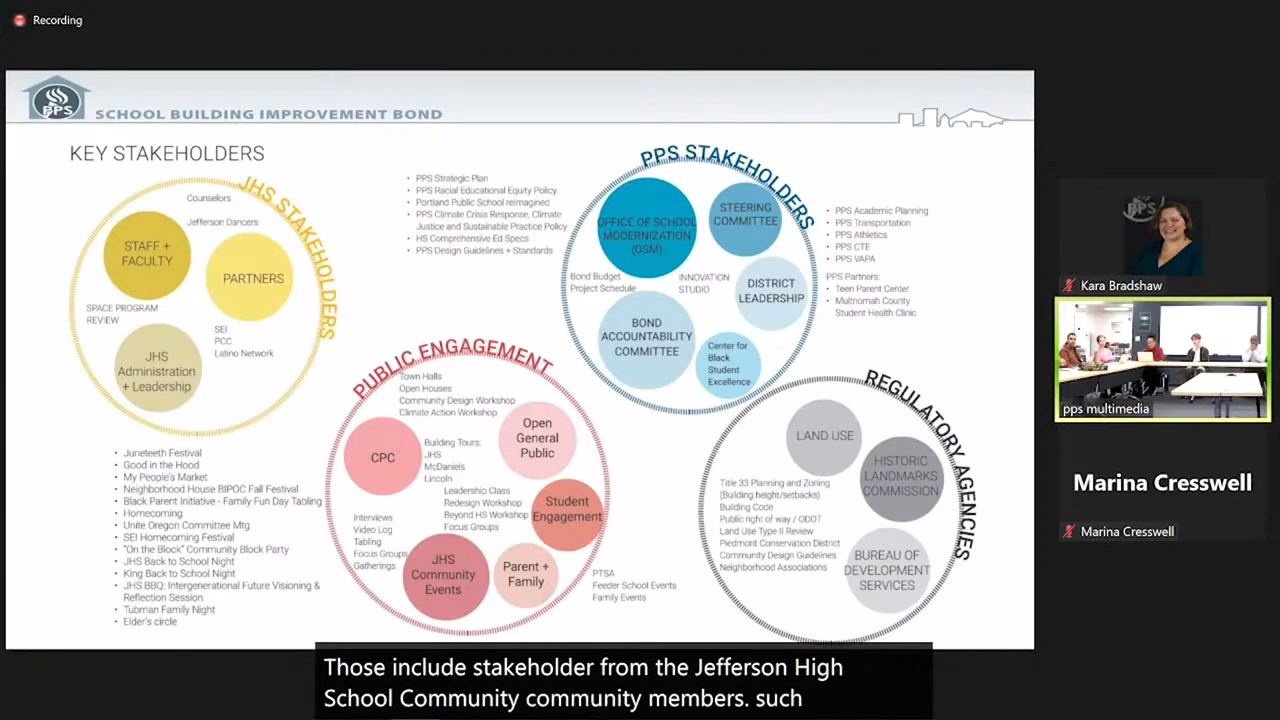 Recording
PPS
SCHOOL BUILDING IMPROVEMENT BOND
KEY STAKEHOLDERS
JHS STAKEHOLDERS
Counselors
Jefferson Dancers
STAFF +
FACULTY
PARTNERS
SPACE PROGRAM
REVIEW
SEI
PCC
Latino Network
JHS
Administration
+ Leadership
• Juneteeth Festival
• Good in the Hood
• My People's Market
• Neighborhood House BIPOC Fall Festival
• Black Parent Initiative - Family Fun Day Tabling
• Homecoming
• Unite Oregon Committee Mtg
• SEI Homecoming Festival
• "On the Block" Community Block Party
• JHS Back to School Night
• King Back to School Night
• JHS BBQ: Intergenerational Future Visioning &
Reflection Session
• Tubman Family Night
• Elder's circle
• PPS Strategic Plan
• PPS Racial Educational Equity Policy
• Portland Public School reimagined
• PPS Climate Crisis Response, Climate
Justice and Sustainable Practice Policy
• HS Comprehensive Ed Specs
• PPS Design Guidelines + Standards
PUBLIC ENGAGEMENT
Town Halls
Open Houses
Community Design Workshop
Climate Action Workshop
Open
General
Public
CPC
Building Tours:
JHS
McDaniels
Lincoln
Leadership Class
Redesign Workshop
Beyond HS Workshop
Focus Groups
Student
Engagement
Interviews
Video Log
Tabling
Focus Groups
Gatherings
JHS
Community
Events
Parent +
Family
PTSA
Feeder School Events
Family Events
PPS STAKEHOLDERS
OFFICE OF SCHOOL
MODERNIZATION
(OSM)
STEERING
COMMITTEE
Bond Budget
Project Schedule
INNOVATION
STUDIO
DISTRICT
LEADERSHIP
BOND
ACCOUNTABILITY
COMMITTEE
Center for
Black
Student
Excellence
• PPS Academic Planning
• PPS Transportation
• PPS Athletics
• PPS CTE
• PPS VAPA
PPS Partners:
• Teen Parent Center
• Multnomah County
Student Health Clinic
REGULATORY AGENCIES
LAND USE
HISTORIC
LANDMARKS
COMMISSION
Title 33 Planning and Zoning
(Building height/setbacks)
Building Code
Public right of way / ODOT
Land Use Type II Review
Piedmont Conservation District
Community Design Guidelines
Neighborhood Associations
BUREAU OF
DEVELOPMENT
SERVICES
PPS
Kara Bradshaw
pps multimedia
Marina Cresswell
Marina Cresswell
Those include stakeholder from the Jefferson High
School Community community members. such